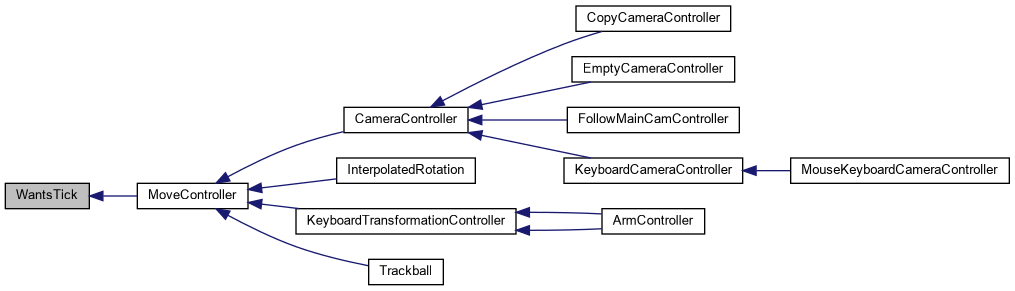 CopyCameraController
EmptyCameraController
CameraController
FollowMainCamController
InterpolatedRotation
KeyboardCameraController
MouseKeyboardCameraController
WantsTick
MoveController
KeyboardTransformationController
ArmController
Trackball